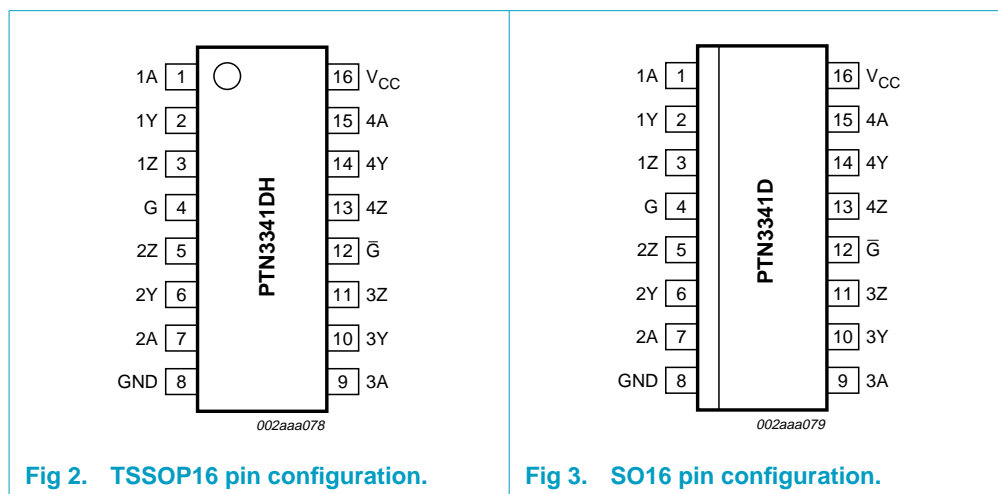 1A 1 16 VCC
1Y 2 15 4A
1Z 3 14 4Y
G 4 13 4Z
2Z 5 12 G̅
2Y 6 11 3Z
2A 7 10 3Y
GND 8 9 3A
PTN3341DH
002aaa078
Fig 2. TSSOP16 pin configuration.
1A 1 16 VCC
1Y 2 15 4A
1Z 3 14 4Y
G 4 13 4Z
2Z 5 12 G̅
2Y 6 11 3Z
2A 7 10 3Y
GND 8 9 3A
PTN3341D
002aaa079
Fig 3. SO16 pin configuration.